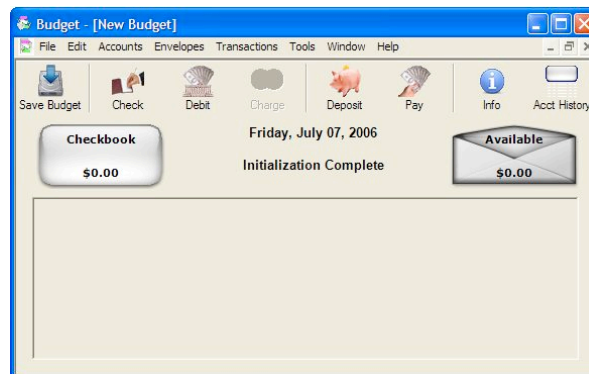 Budget - [New Budget]
File Edit Accounts Envelopes Transactions Tools Window Help
Save Budget Check Debit Charge Deposit Pay Info Acct History
Checkbook
$0.00
Friday, July 07, 2006
Initialization Complete
Available
$0.00